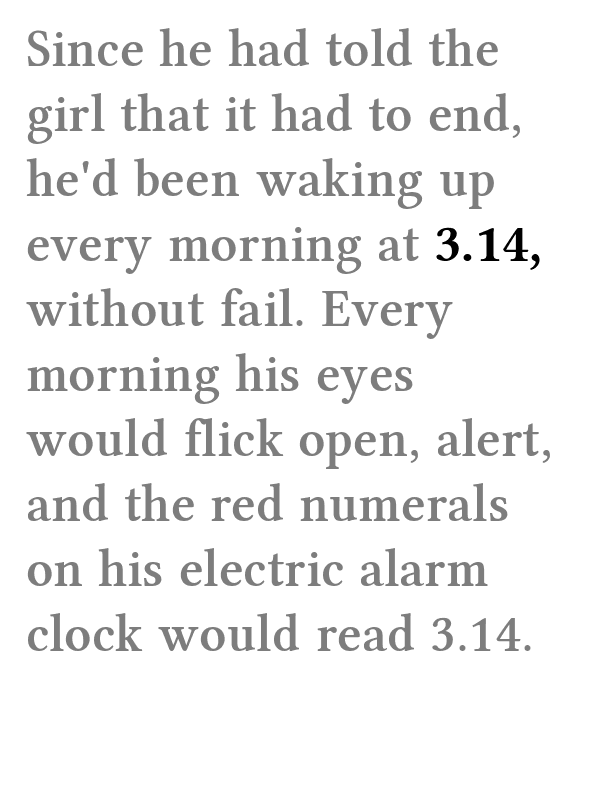 Since he had told the
girl that it had to end,
he'd been waking up
every morning at 3.14,
without fail. Every
morning his eyes
would flick open, alert,
and the red numerals
on his electric alarm
clock would read 3.14.